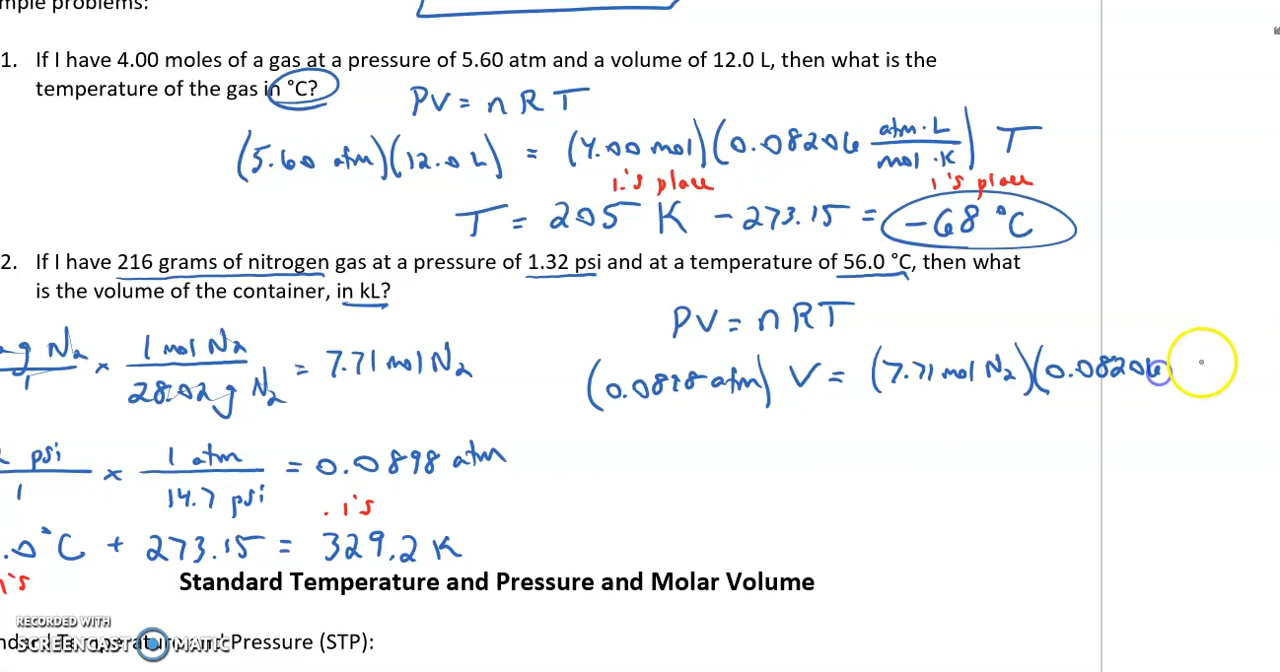 mple problems:
1. If I have 4.00 moles of a gas at a pressure of 5.60 atm and a volume of 12.0 L, then what is the
temperature of the gas in °C?
PV = nRT
(5.60 atm)(12.0 L) = (4.00 mol)(0.08206 atm·L / mol·K) T
1.'s place 1's place
T = 205 K - 273.15 = -68 °C
2. If I have 216 grams of nitrogen gas at a pressure of 1.32 psi and at a temperature of 56.0 °C, then what
is the volume of the container, in kL?
PV = nRT
g N₂ / 1 × 1 mol N₂ / 28.02 g N₂ = 7.71 mol N₂
(0.0898 atm) V = (7.71 mol N₂)(0.08206
psi / 1 × 1 atm / 14.7 psi = 0.0898 atm
.1's
.0°C + 273.15 = 329.2 K
1's
Standard Temperature and Pressure and Molar Volume
RECORDED WITH
SCREENCAST MATIC
Pressure (STP):